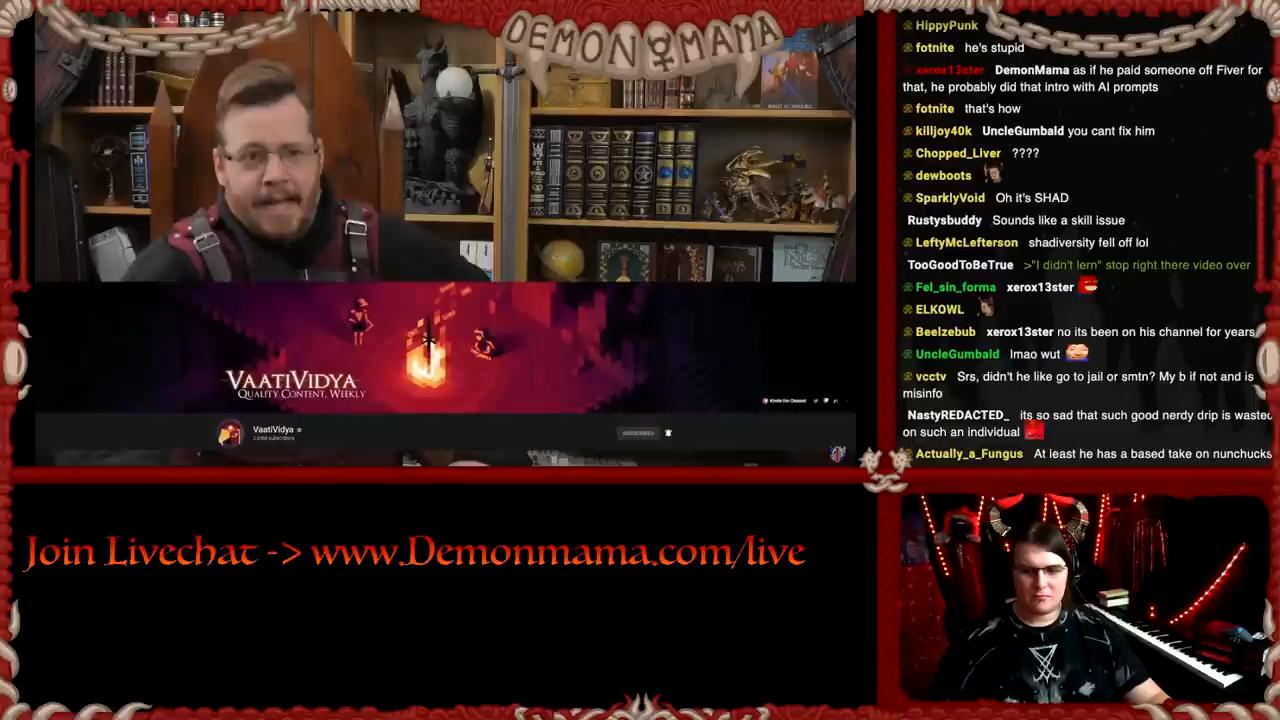 DEMON MAMA
VAATIVIDYA
QUALITY CONTENT, WEEKLY
VaatiVidya
SUBSCRIBED
HippyPunk
fotnite he's stupid
xerox13ster DemonMama as if he paid someone off Fiver for
that, he probably did that intro with AI prompts
fotnite that's how
killjoy40k UncleGumbald you cant fix him
Chopped_Liver ????
dewboots
SparklyVoid Oh it's SHAD
Rustysbuddy Sounds like a skill issue
LeftyMcLefterson shadiversity fell off lol
TooGoodToBeTrue >"I didn't lern" stop right there video over
Fel_sin_forma xerox13ster
ELKOWL
Beelzebub xerox13ster no its been on his channel for years
UncleGumbald lmao wut
vcctv Srs, didn't he like go to jail or smtn? My b if not and is
misinfo
NastyREDACTED_ its so sad that such good nerdy drip is wasted
on such an individual
Actually_a_Fungus At least he has a based take on nunchucks
Join Livechat -> www.Demonmama.com/live